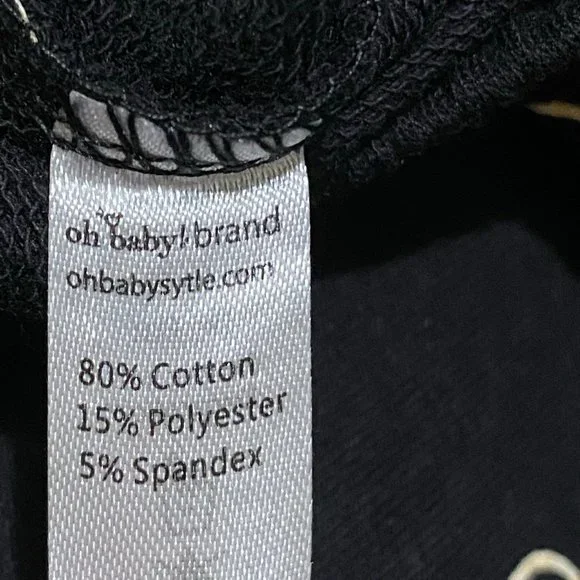 oh baby! brand
ohbabysytle.com
80% Cotton
15% Polyester
5% Spandex